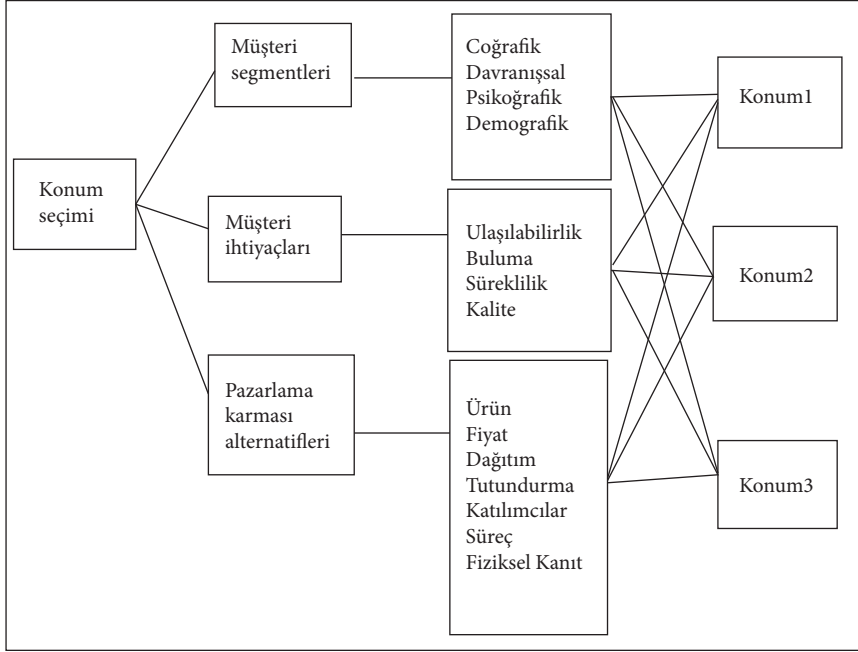 Konum
seçimi
Müşteri
segmentleri
Müşteri
ihtiyaçları
Pazarlama
karması
alternatifleri
Coğrafik
Davranışsal
Psikoğrafik
Demografik
Ulaşılabilirlik
Buluma
Süreklilik
Kalite
Ürün
Fiyat
Dağıtım
Tutundurma
Katılımcılar
Süreç
Fiziksel Kanıt
Konum1
Konum2
Konum3